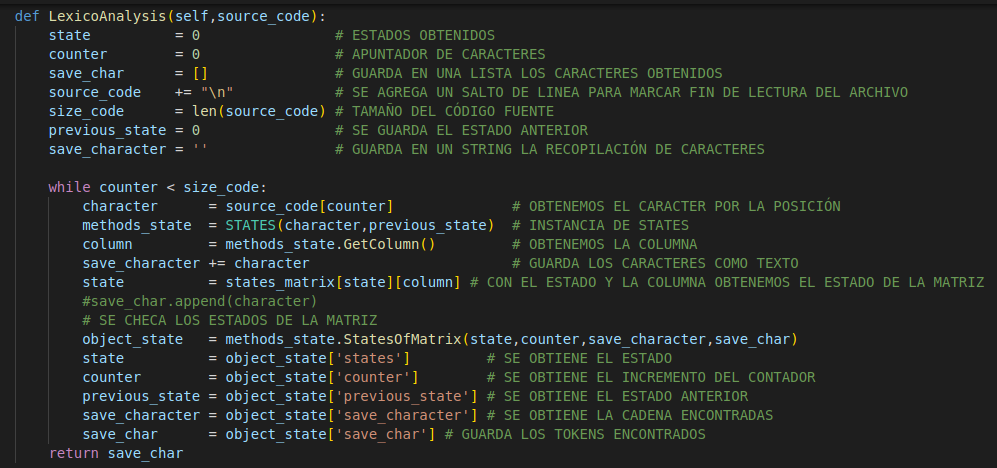 def LexicoAnalysis(self,source_code):
    state          = 0                # ESTADOS OBTENIDOS
    counter        = 0                # APUNTADOR DE CARACTERES
    save_char      = []               # GUARDA EN UNA LISTA LOS CARACTERES OBTENIDOS
    source_code    += "\n"            # SE AGREGA UN SALTO DE LINEA PARA MARCAR FIN DE LECTURA DEL ARCHIVO
    size_code      = len(source_code) # TAMAÑO DEL CÓDIGO FUENTE
    previous_state = 0                # SE GUARDA EL ESTADO ANTERIOR
    save_character = ''               # GUARDA EN UN STRING LA RECOPILACIÓN DE CARACTERES

    while counter < size_code:
        character      = source_code[counter]              # OBTENEMOS EL CARACTER POR LA POSICIÓN
        methods_state  = STATES(character,previous_state)  # INSTANCIA DE STATES
        column         = methods_state.GetColumn()         # OBTENEMOS LA COLUMNA
        save_character += character                        # GUARDA LOS CARACTERES COMO TEXTO
        state          = states_matrix[state][column] # CON EL ESTADO Y LA COLUMNA OBTENEMOS EL ESTADO DE LA MATRIZ
        #save_char.append(character)
        # SE CHECA LOS ESTADOS DE LA MATRIZ
        object_state   = methods_state.StatesOfMatrix(state,counter,save_character,save_char)
        state          = object_state['states']         # SE OBTIENE EL ESTADO
        counter        = object_state['counter']        # SE OBTIENE EL INCREMENTO DEL CONTADOR
        previous_state = object_state['previous_state'] # SE OBTIENE EL ESTADO ANTERIOR
        save_character = object_state['save_character'] # SE OBTIENE LA CADENA ENCONTRADAS
        save_char      = object_state['save_char'] # GUARDA LOS TOKENS ENCONTRADOS
    return save_char